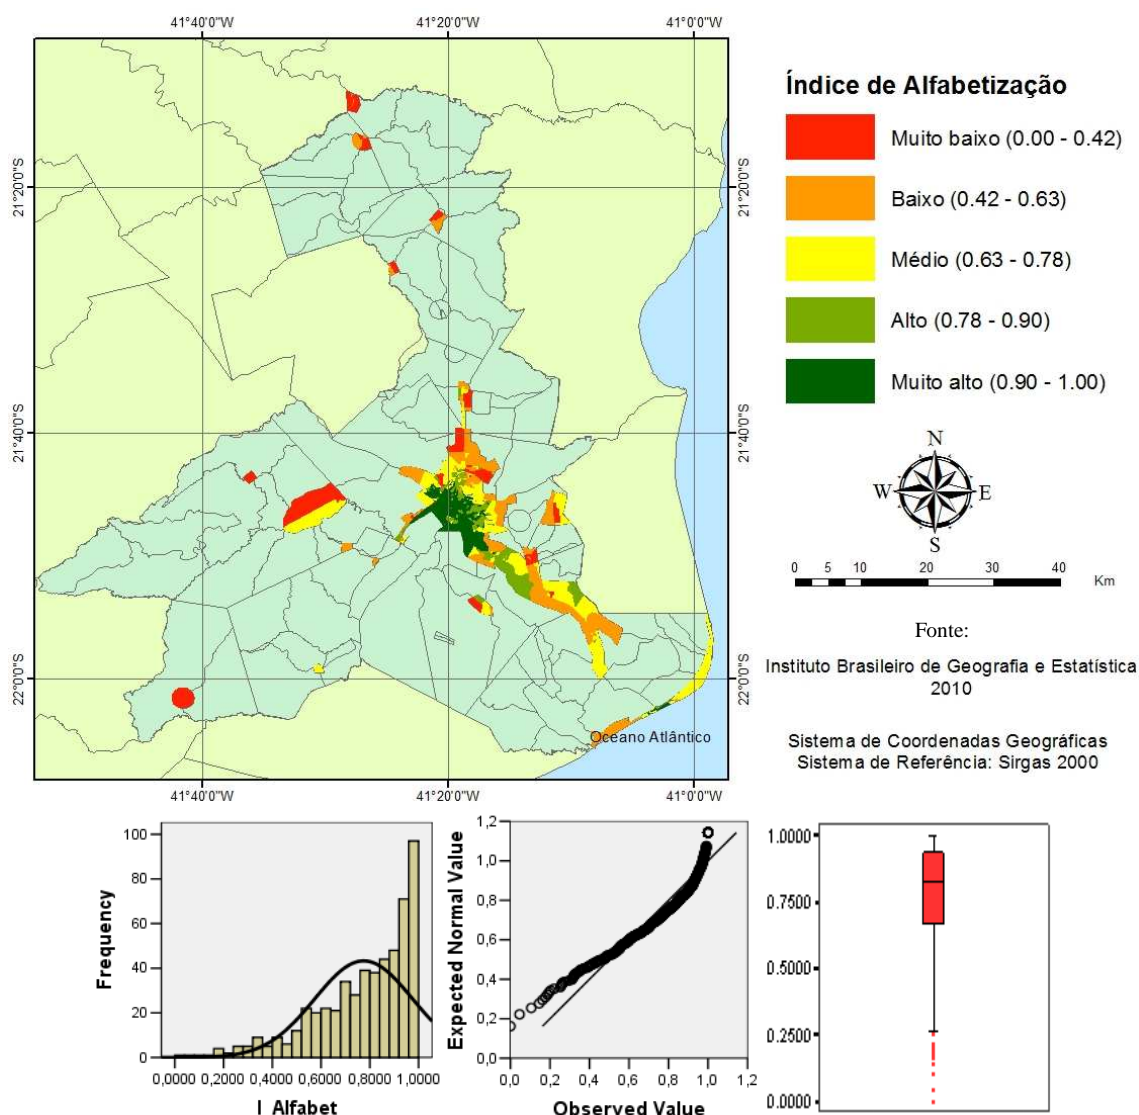 41°40'0"W 41°20'0"W 41°0'0"W
21°20'0"S 21°20'0"S
21°40'0"S 21°40'0"S
22°0'0"S 22°0'0"S
Oceano Atlântico
41°40'0"W 41°20'0"W 41°0'0"W
Índice de Alfabetização
Muito baixo (0.00 - 0.42)
Baixo (0.42 - 0.63)
Médio (0.63 - 0.78)
Alto (0.78 - 0.90)
Muito alto (0.90 - 1.00)
N
W E
S
0 5 10 20 30 40
Km
Fonte:
Instituto Brasileiro de Geografia e Estatística
2010
Sistema de Coordenadas Geográficas
Sistema de Referência: Sirgas 2000
Frequency
100
80
60
40
20
0
0,0000 0,2000 0,4000 0,6000 0,8000 1,0000
I_Alfabet
Expected Normal Value
1,2
1,0
0,8
0,6
0,4
0,2
0,0
0,0 0,2 0,4 0,6 0,8 1,0 1,2
Observed Value
1.0000
0.7500
0.5000
0.2500
0.0000